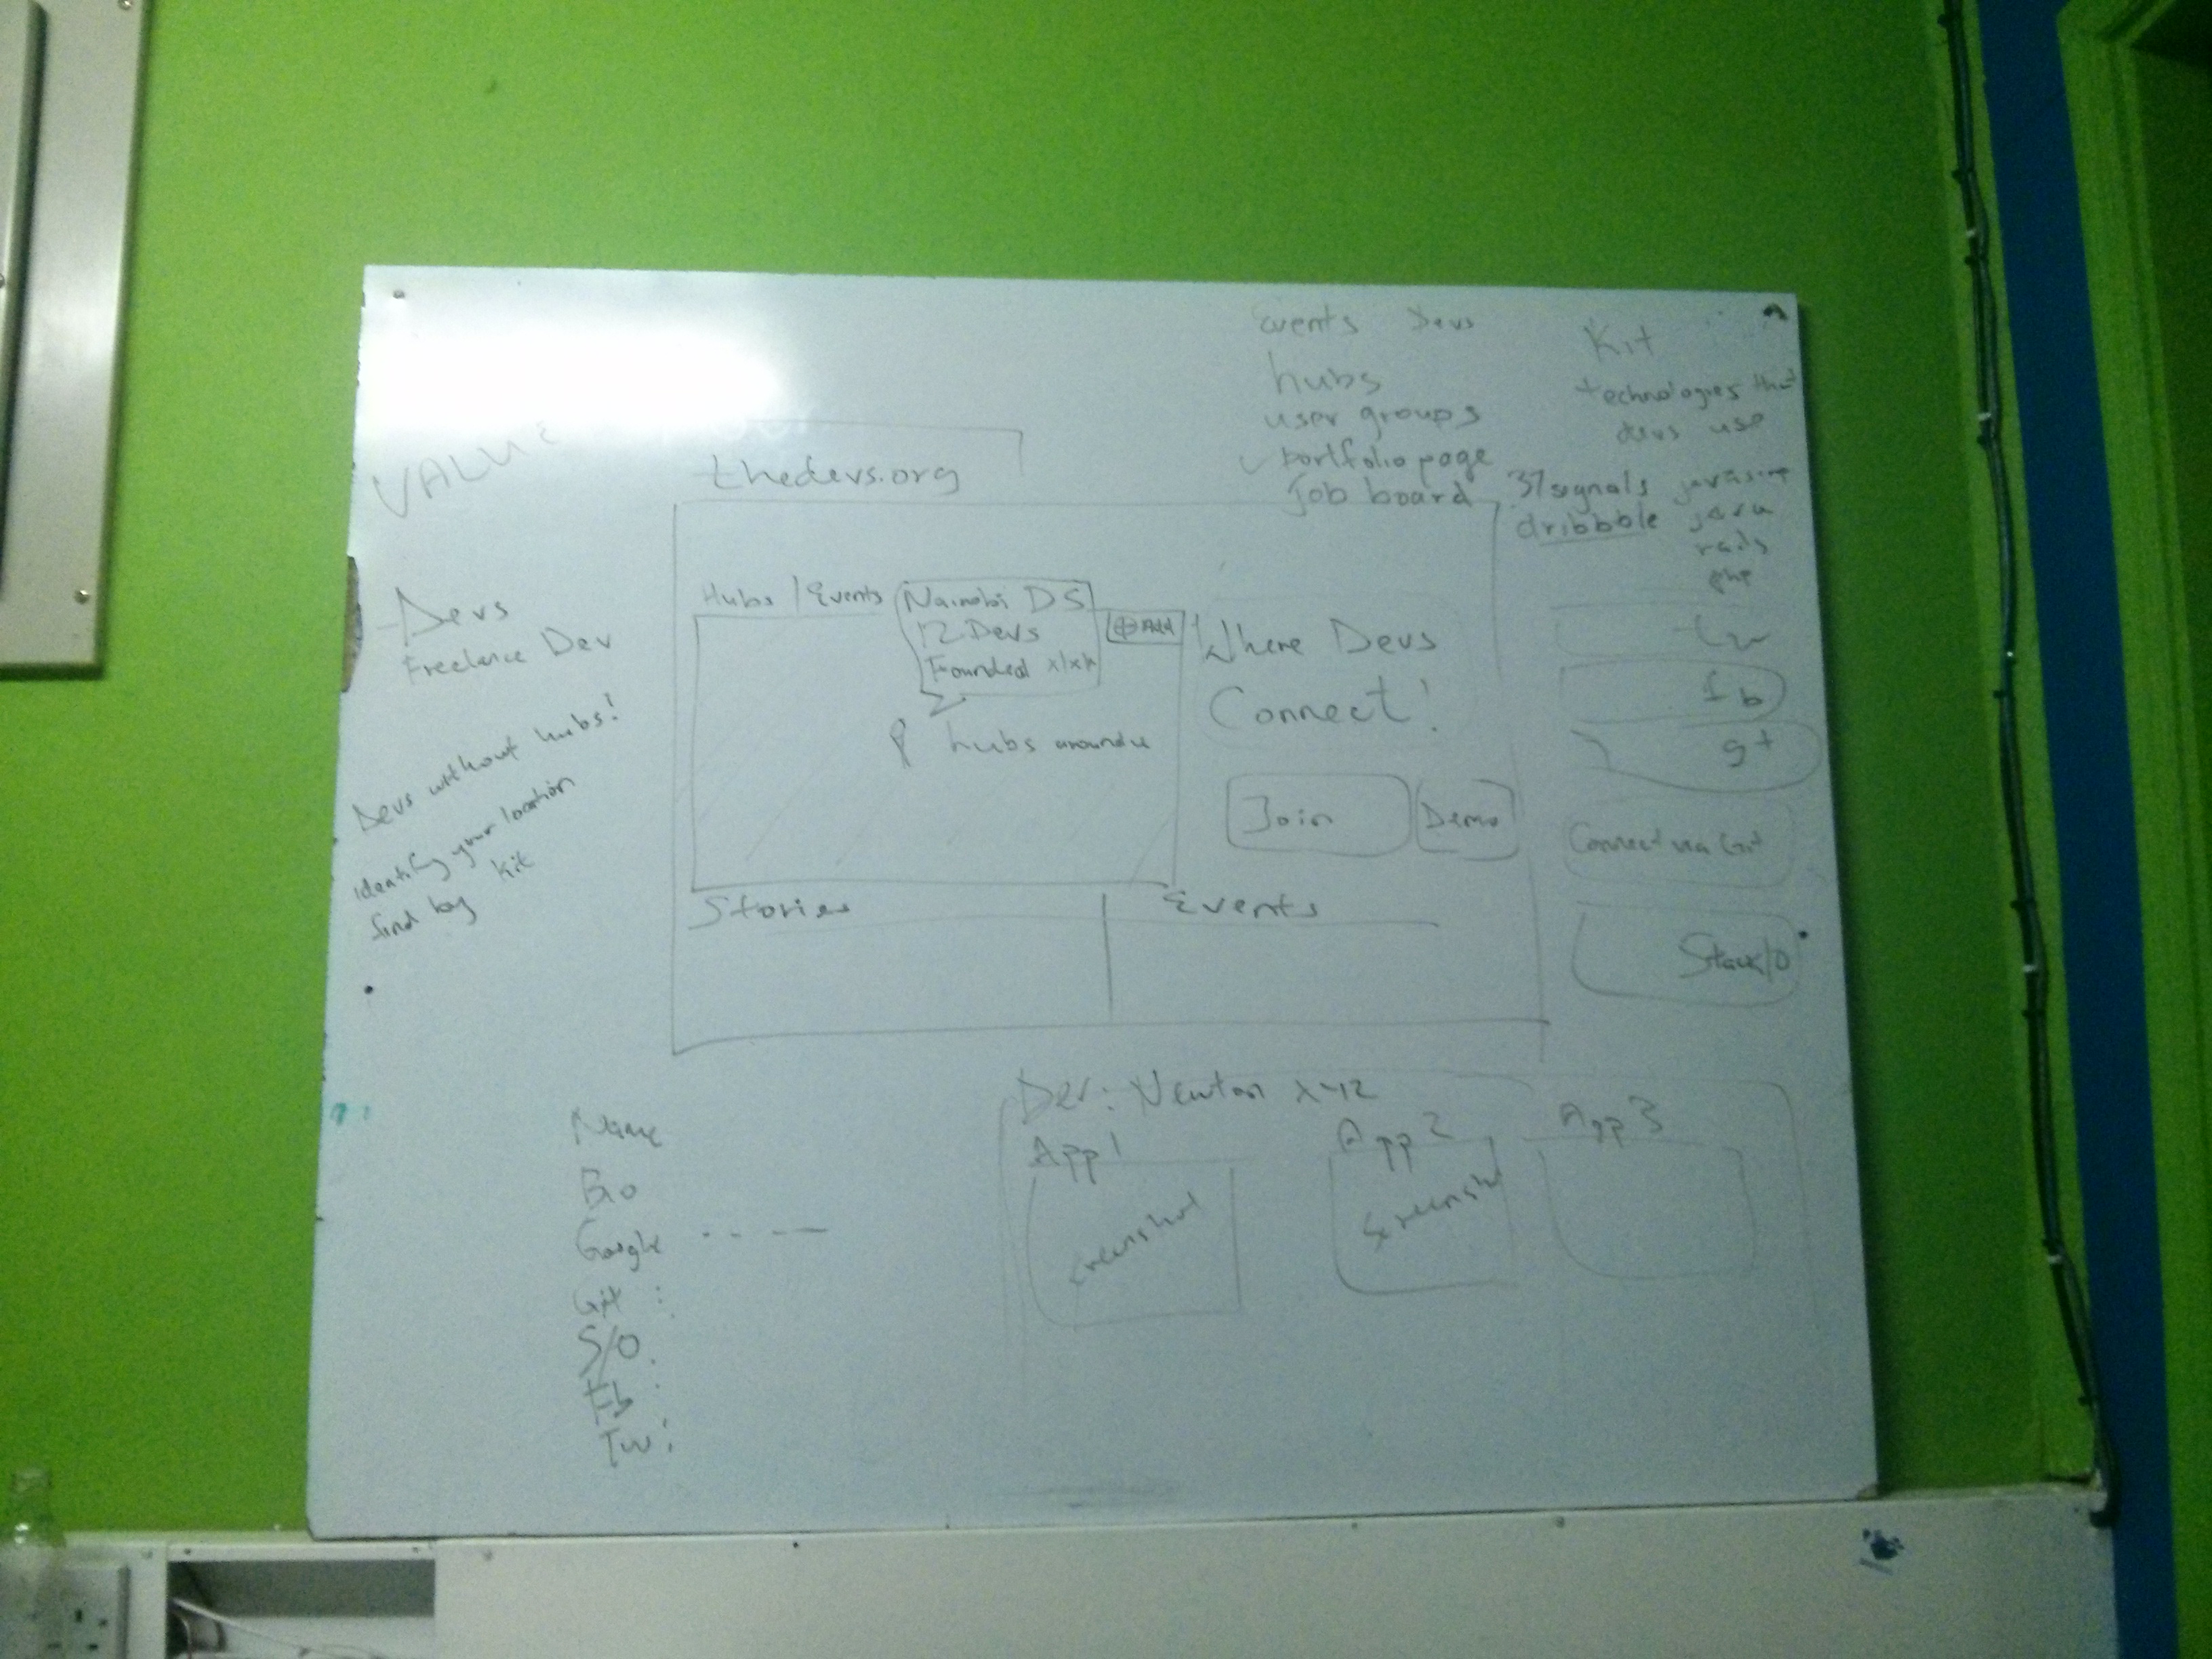 VALUE
thedevs.org
Events Devs
hubs
user groups
portfolio page
Job board
Kit
technologies that
devs use
37signals
dribbble
javascript
java
rails
php
Devs
Freelance Dev
Devs without hubs!
identify your location
find by kit
Hubs | Events
Nairobi DS
12 Devs
Founded x/x/x
⊕ Add
hubs
Where Devs
Connect!
Join
Demo
Stories
Events
tw
fb
g+
Connect via Git
Stack/O
Name
Bio
Google - - - -
Git :
S/O
Fb :
Tw :
Dev: Newton XYZ
App 1
screenshot
App 2
screenshot
App 3